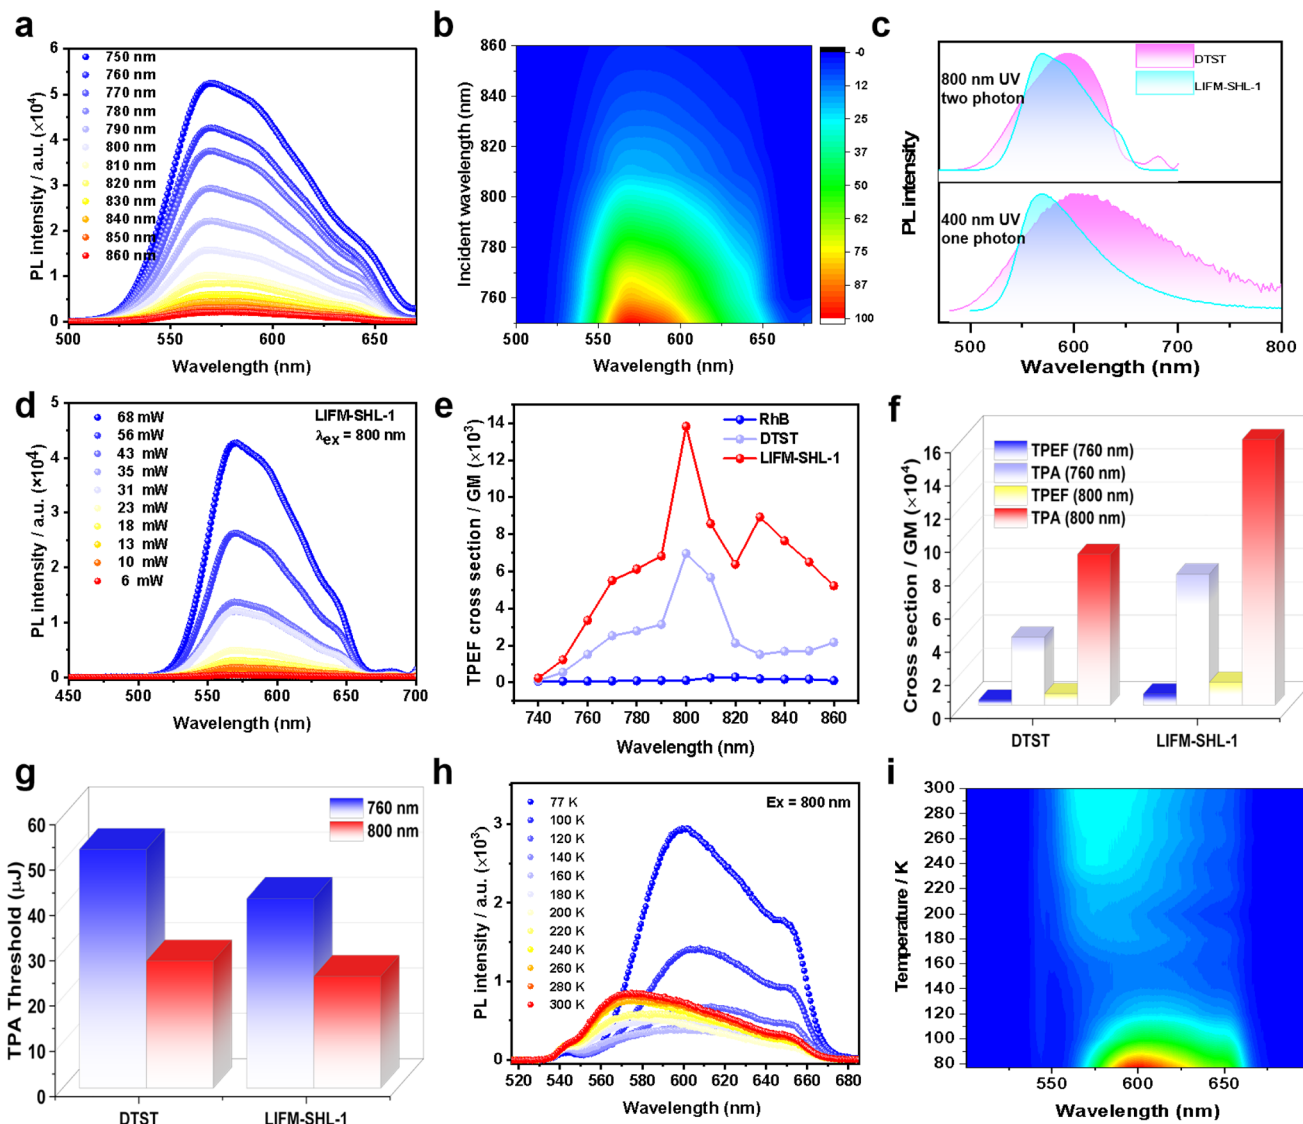 a
6
5
4
3
2
1
0
PL intensity / a.u. (×10⁴)
750 nm
760 nm
770 nm
780 nm
790 nm
800 nm
810 nm
820 nm
830 nm
840 nm
850 nm
860 nm
500 550 600 650
Wavelength (nm)
b
860
840
820
800
780
760
Incident wavelength (nm)
500 550 600 650
Wavelength (nm)
-0
12
25
37
50
62
75
87
100
c
800 nm UV
two photon
DTST
LIFM-SHL-1
400 nm UV
one photon
PL intensity
500 600 700 800
Wavelength (nm)
d
5
4
3
2
1
0
PL intensity / a.u. (×10⁴)
68 mW
56 mW
43 mW
35 mW
31 mW
23 mW
18 mW
13 mW
10 mW
6 mW
LIFM-SHL-1
λex = 800 nm
450 500 550 600 650 700
Wavelength (nm)
e
14
12
10
8
6
4
2
0
TPEF cross section / GM (×10³)
RhB
DTST
LIFM-SHL-1
740 760 780 800 820 840 860
Wavelength (nm)
f
16
14
12
10
8
6
4
2
0
Cross section / GM (×10⁴)
TPEF (760 nm)
TPA (760 nm)
TPEF (800 nm)
TPA (800 nm)
DTST LIFM-SHL-1
g
60
50
40
30
20
10
0
TPA Threshold (μJ)
760 nm
800 nm
DTST LIFM-SHL-1
h
3
2
1
0
PL intensity / a.u. (×10³)
77 K
100 K
120 K
140 K
160 K
180 K
200 K
220 K
240 K
260 K
280 K
300 K
Ex = 800 nm
520 540 560 580 600 620 640 660 680
Wavelength (nm)
i
300
280
260
240
220
200
180
160
140
120
100
80
Temperature / K
550 600 650
Wavelength (nm)